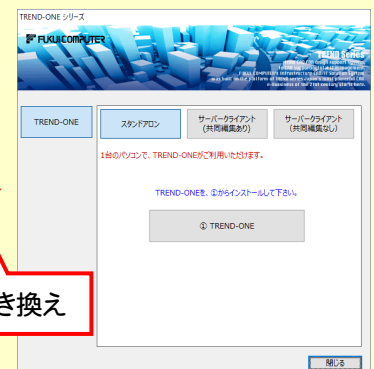 TREND-ONE シリーズ
FUKUI COMPUTER
TREND Series
TREND-ONE
スタンドアロン
サーバークライアント
(共同編集あり)
サーバークライアント
(共同編集なし)
1台のパソコンで、TREND-ONEがご利用いただけます。
TREND-ONEを、①からインストールして下さい。
① TREND-ONE
き換え
閉じる